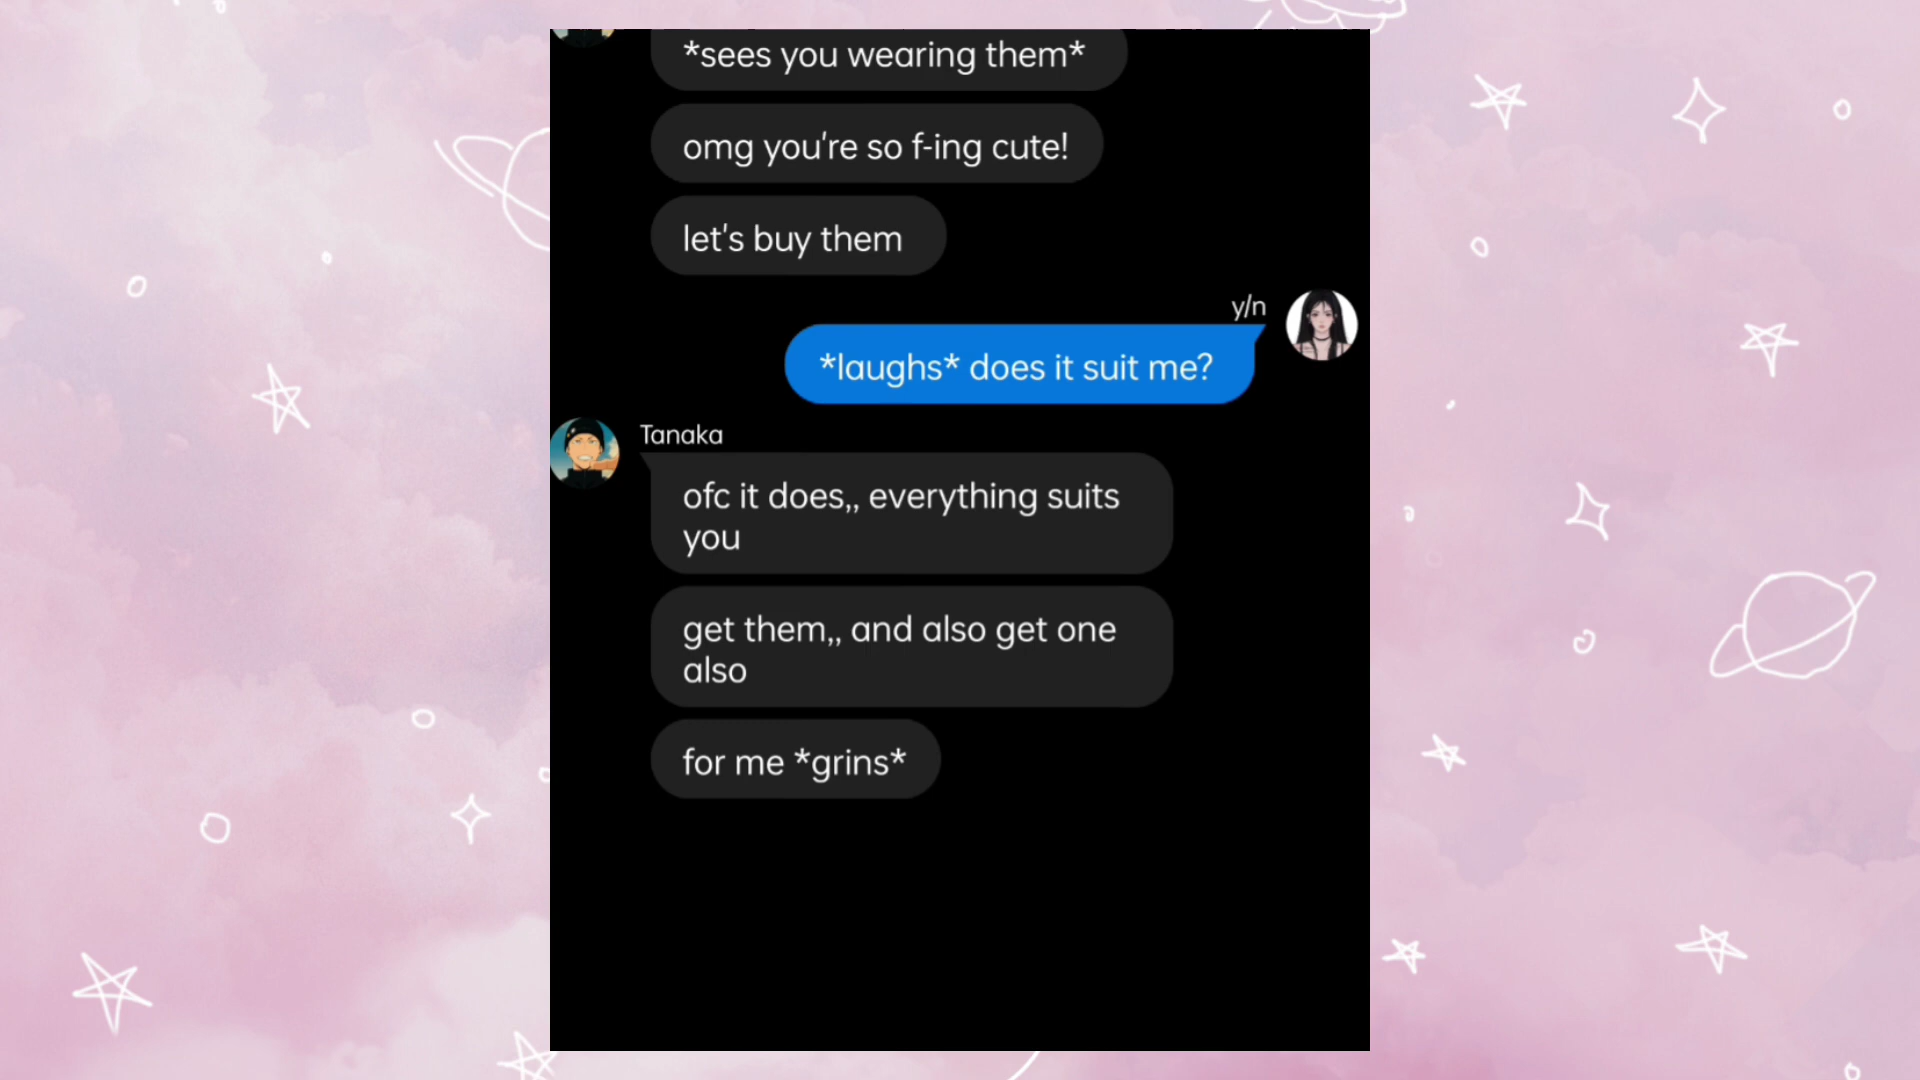 *sees you wearing them*
omg you're so f-ing cute!
let's buy them
y/n
*laughs* does it suit me?
Tanaka
ofc it does,, everything suits
you
get them,, and also get one
also
for me *grins*